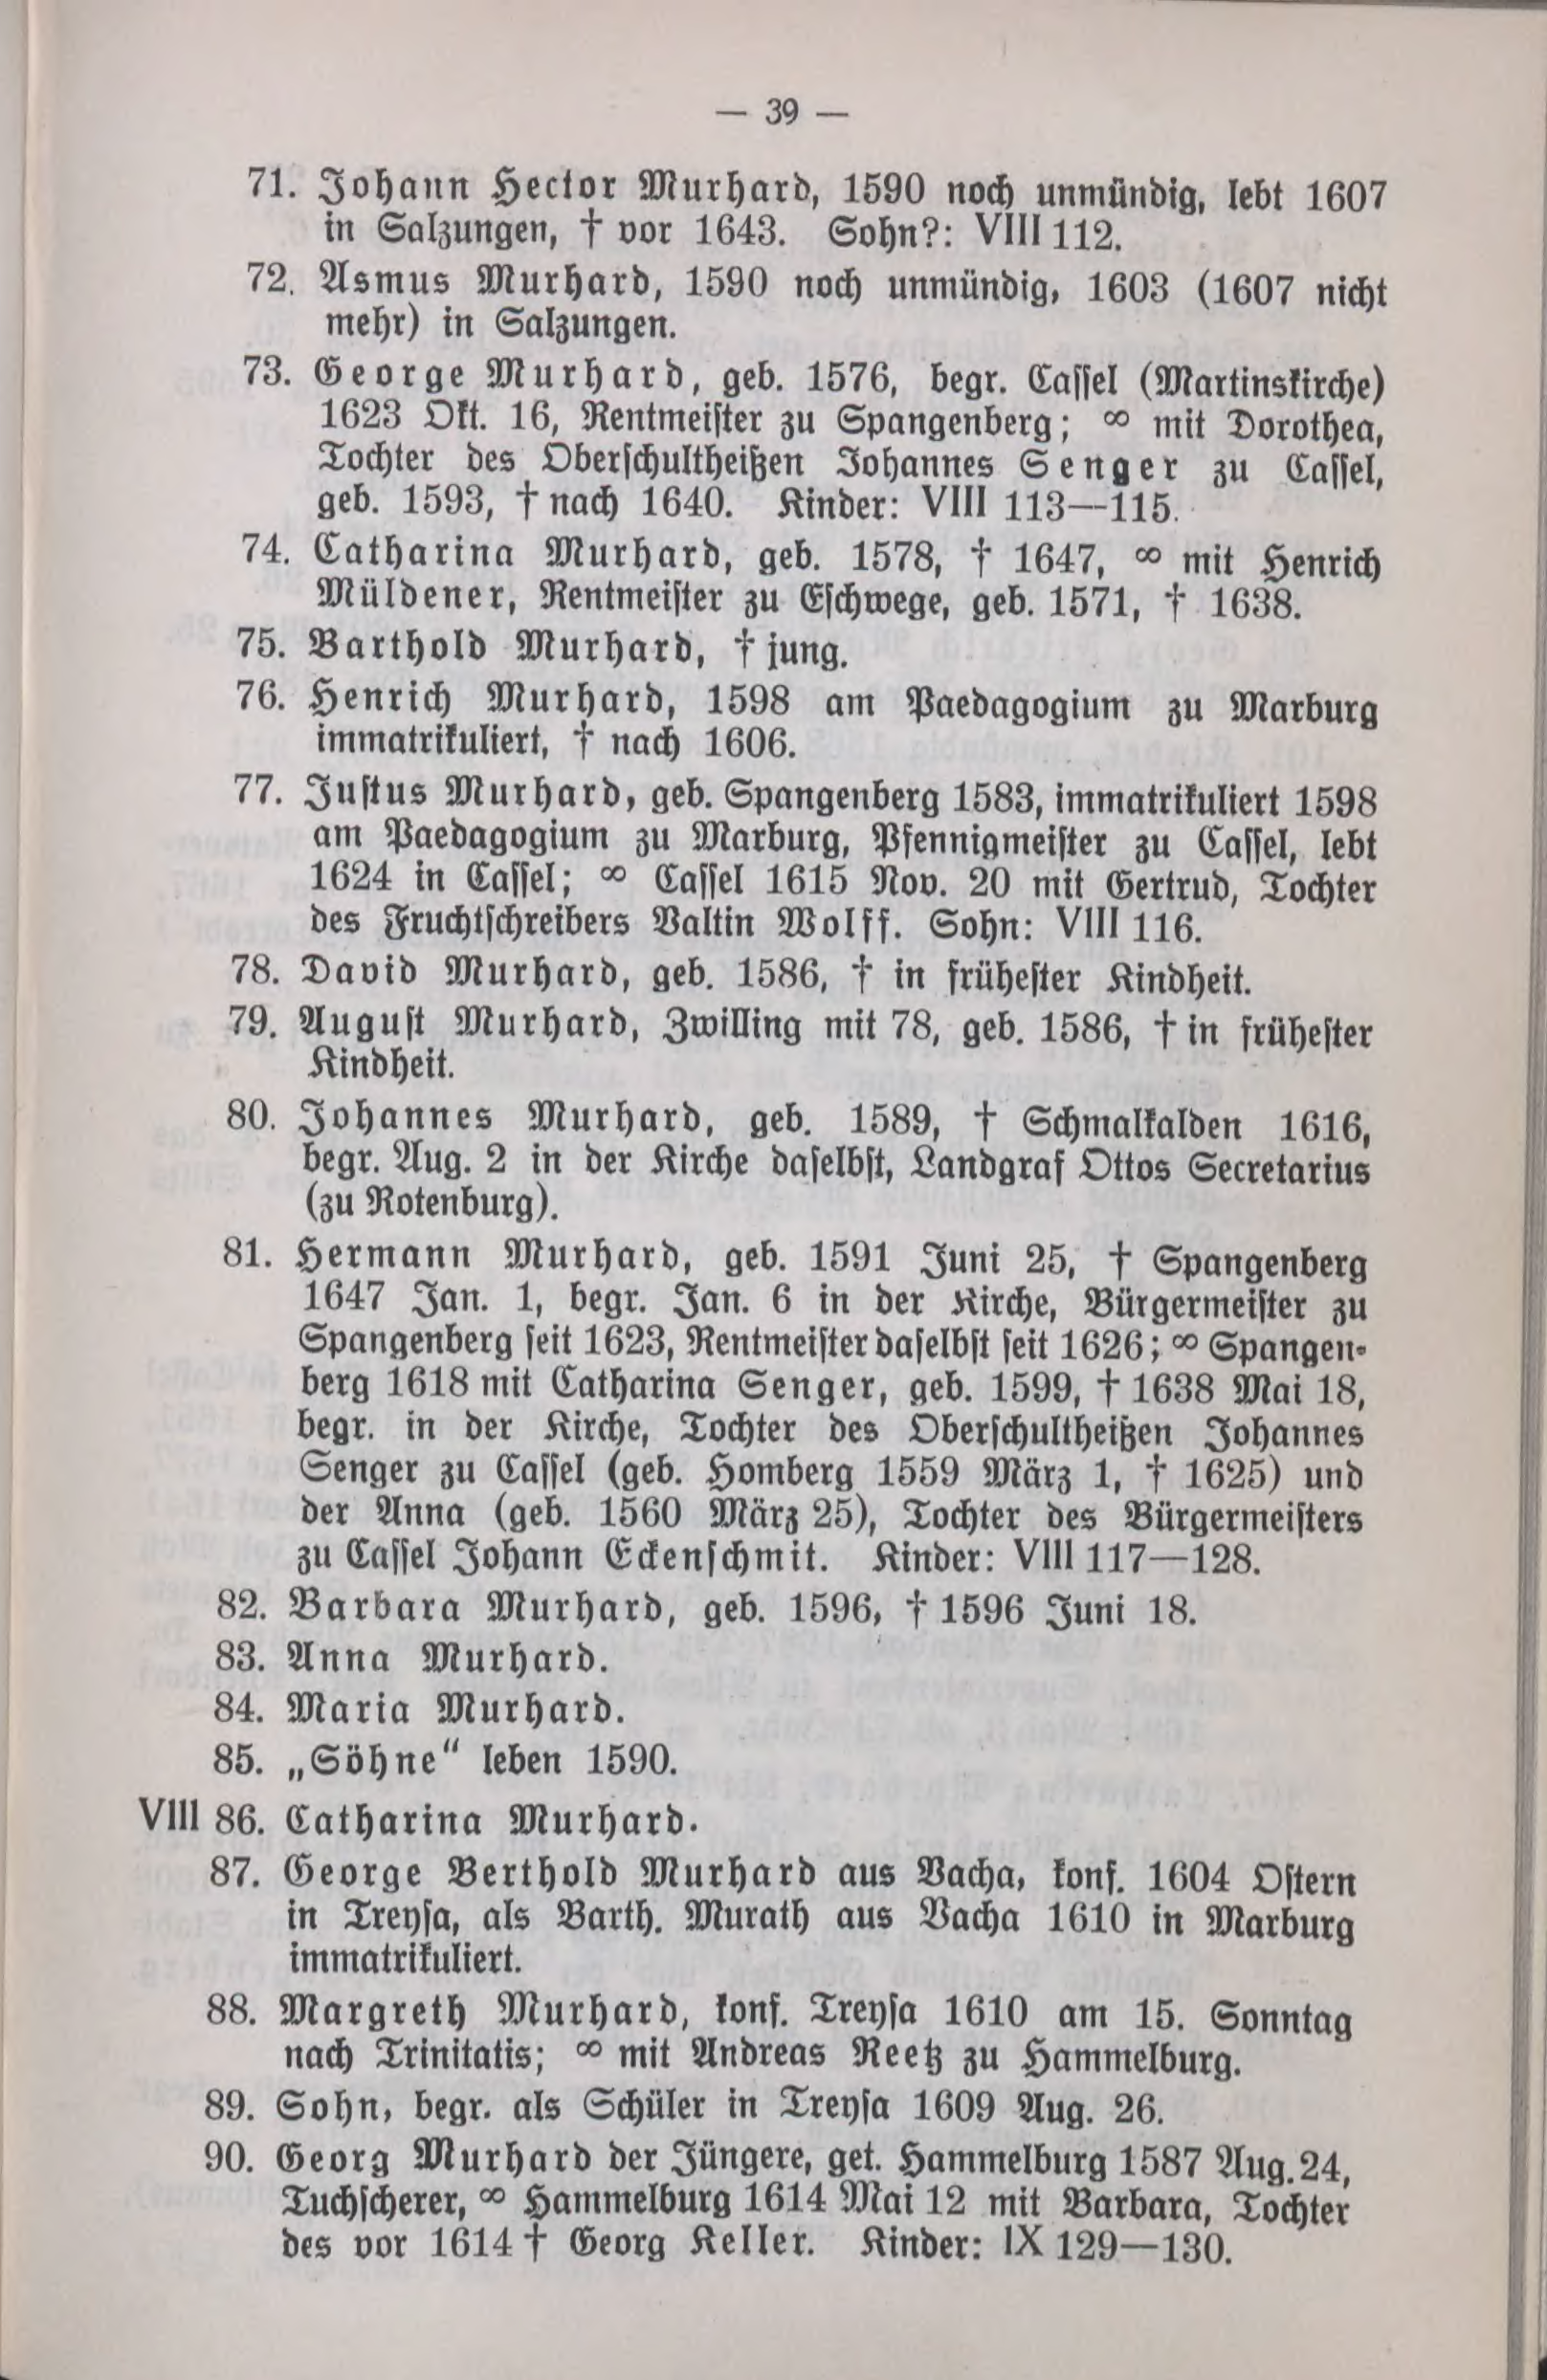 — 39 —
71. Johann Hector Murhard, 1590 noch unmündig, lebt 1607
in Salzungen, † vor 1643. Sohn?: VIII 112.
72. Asmus Murhard, 1590 noch unmündig, 1603 (1607 nicht
mehr) in Salzungen.
73. George Murhard, geb. 1576, begr. Cassel (Martinskirche)
1623 Okt. 16, Rentmeister zu Spangenberg; ∞ mit Dorothea,
Tochter des Oberschultheißen Johannes Senger zu Cassel,
geb. 1593, † nach 1640. Kinder: VIII 113—115.
74. Catharina Murhard, geb. 1578, † 1647, ∞ mit Henrich
Müldener, Rentmeister zu Eschwege, geb. 1571, † 1638.
75. Barthold Murhard, † jung.
76. Henrich Murhard, 1598 am Paedagogium zu Marburg
immatrikuliert, † nach 1606.
77. Justus Murhard, geb. Spangenberg 1583, immatrikuliert 1598
am Paedagogium zu Marburg, Pfennigmeister zu Cassel, lebt
1624 in Cassel; ∞ Cassel 1615 Nov. 20 mit Gertrud, Tochter
des Fruchtschreibers Valtin Wolff. Sohn: VIII 116.
78. David Murhard, geb. 1586, † in frühester Kindheit.
79. August Murhard, Zwilling mit 78, geb. 1586, † in frühester
Kindheit.
80. Johannes Murhard, geb. 1589, † Schmalkalden 1616,
begr. Aug. 2 in der Kirche daselbst, Landgraf Ottos Secretarius
(zu Rotenburg).
81. Hermann Murhard, geb. 1591 Juni 25, † Spangenberg
1647 Jan. 1, begr. Jan. 6 in der Kirche, Bürgermeister zu
Spangenberg seit 1623, Rentmeister daselbst seit 1626; ∞ Spangen-
berg 1618 mit Catharina Senger, geb. 1599, † 1638 Mai 18,
begr. in der Kirche, Tochter des Oberschultheißen Johannes
Senger zu Cassel (geb. Homberg 1559 März 1, † 1625) und
der Anna (geb. 1560 März 25), Tochter des Bürgermeisters
zu Cassel Johann Eckenschmit. Kinder: VIII 117—128.
82. Barbara Murhard, geb. 1596, † 1596 Juni 18.
83. Anna Murhard.
84. Maria Murhard.
85. „Söhne“ leben 1590.
VIII 86. Catharina Murhard.
87. George Berthold Murhard aus Vacha, konf. 1604 Ostern
in Treysa, als Barth. Murath aus Vacha 1610 in Marburg
immatrikuliert.
88. Margreth Murhard, konf. Treysa 1610 am 15. Sonntag
nach Trinitatis; ∞ mit Andreas Reetz zu Hammelburg.
89. Sohn, begr. als Schüler in Treysa 1609 Aug. 26.
90. Georg Murhard der Jüngere, get. Hammelburg 1587 Aug. 24,
Tuchscherer, ∞ Hammelburg 1614 Mai 12 mit Barbara, Tochter
des vor 1614 † Georg Keller. Kinder: IX 129—130.